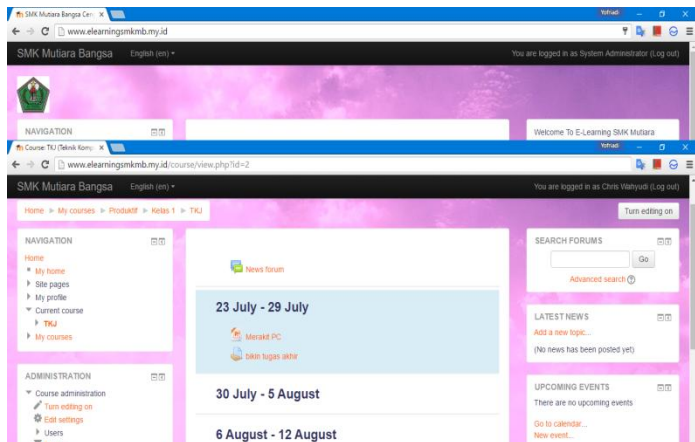 SMK Mutiara Bangsa Cen
Yofriadi
www.elearningsmkmb.my.id
SMK Mutiara Bangsa English (en)
You are logged in as System Administrator (Log out)
NAVIGATION
Welcome To E-Learning SMK Mutiara
Course: TKJ (Teknik Komp
Yofriadi
www.elearningsmkmb.my.id/course/view.php?id=2
SMK Mutiara Bangsa English (en)
You are logged in as Chris Wahyudi (Log out)
Home My courses Produktif Kelas 1 TKJ
Turn editing on
NAVIGATION
Home
My home
Site pages
My profile
Current course
TKJ
My courses
ADMINISTRATION
Course administration
Turn editing on
Edit settings
Users
News forum
23 July - 29 July
Merakit PC
bikin tugas akhir
30 July - 5 August
6 August - 12 August
SEARCH FORUMS
Go
Advanced search
LATEST NEWS
Add a new topic...
(No news has been posted yet)
UPCOMING EVENTS
There are no upcoming events
Go to calendar...
New event...